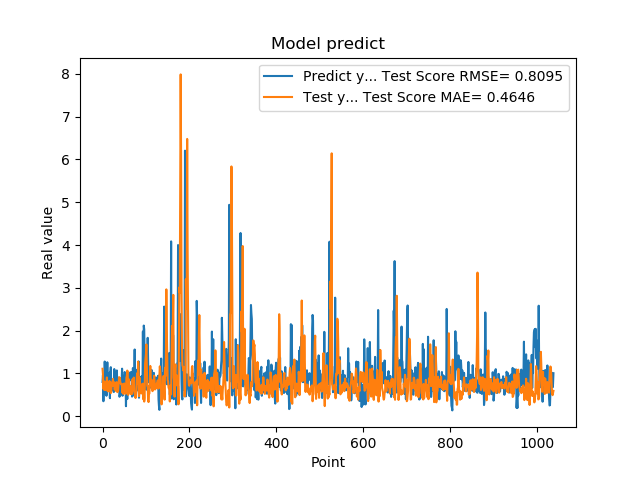 Model predict
Predict y... Test Score RMSE= 0.8095
Test y... Test Score MAE= 0.4646
Real value
8
7
6
5
4
3
2
1
0
0 200 400 600 800 1000
Point